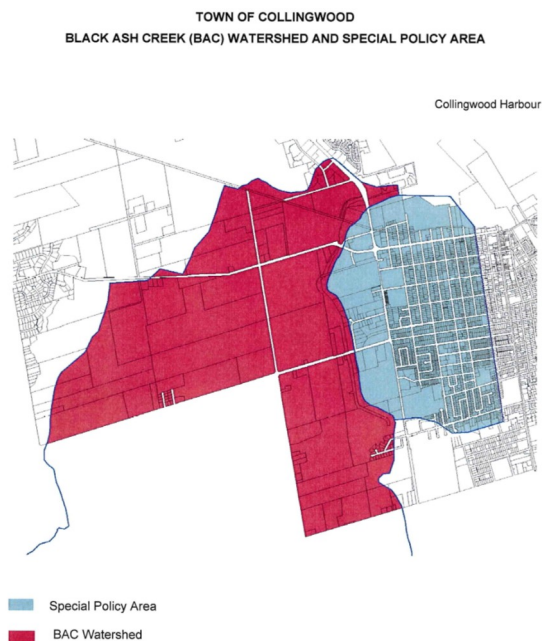 TOWN OF COLLINGWOOD
BLACK ASH CREEK (BAC) WATERSHED AND SPECIAL POLICY AREA
Collingwood Harbour
Special Policy Area
BAC Watershed